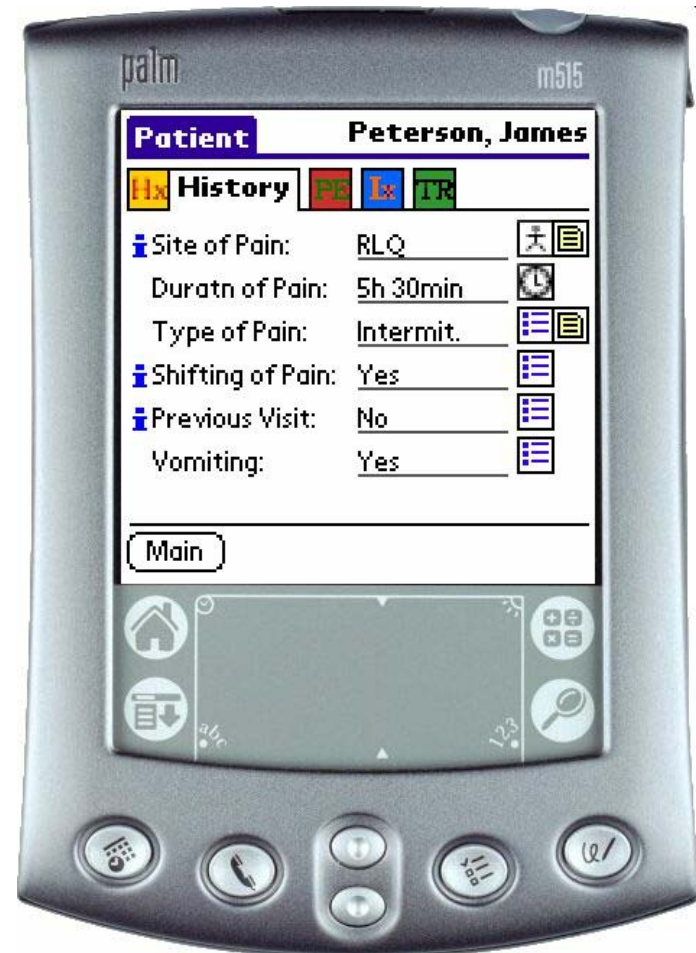 palm m515
Patient Peterson, James
Hx History PE Ix TR
i Site of Pain: RLQ
Duratn of Pain: 5h 30min
Type of Pain: Intermit.
i Shifting of Pain: Yes
i Previous Visit: No
Vomiting: Yes
Main
abc 123